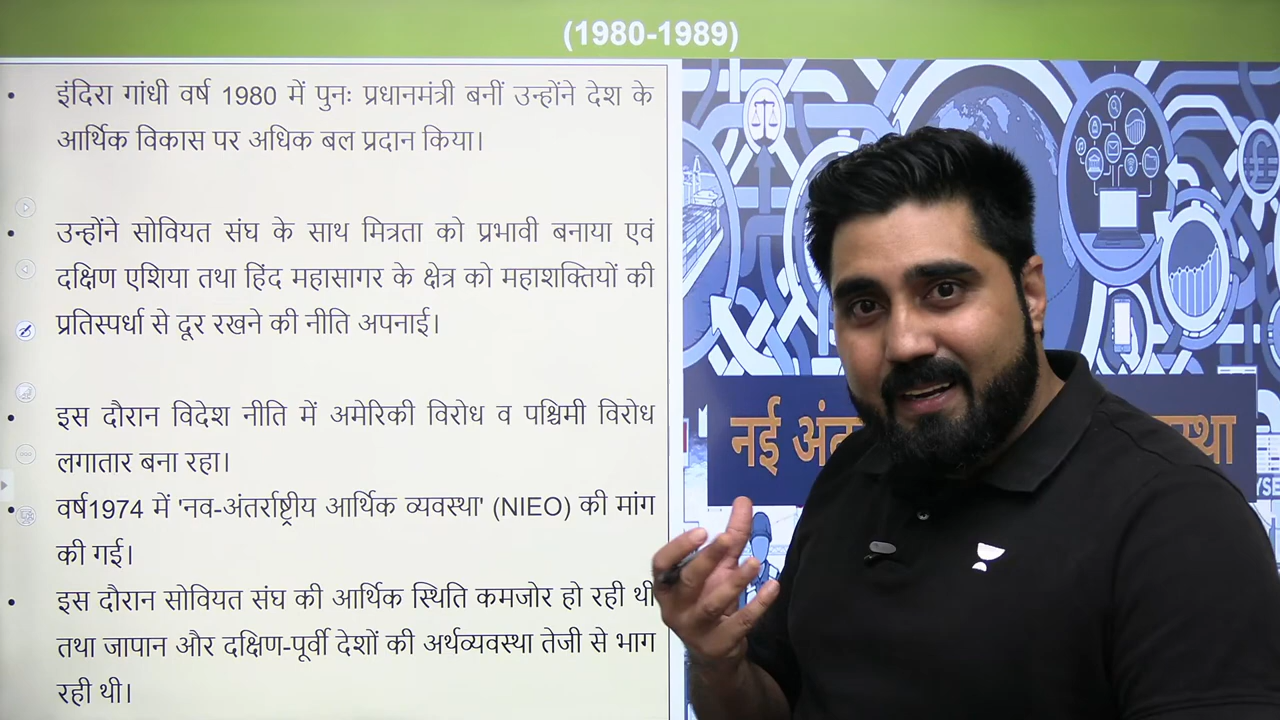 (1980-1989)
• इंदिरा गांधी वर्ष 1980 में पुनः प्रधानमंत्री बनीं उन्होंने देश के
आर्थिक विकास पर अधिक बल प्रदान किया।
• उन्होंने सोवियत संघ के साथ मित्रता को प्रभावी बनाया एवं
दक्षिण एशिया तथा हिंद महासागर के क्षेत्र को महाशक्तियों की
प्रतिस्पर्धा से दूर रखने की नीति अपनाई।
• इस दौरान विदेश नीति में अमेरिकी विरोध व पश्चिमी विरोध
लगातार बना रहा।
• वर्ष1974 में 'नव-अंतर्राष्ट्रीय आर्थिक व्यवस्था' (NIEO) की मांग
की गई।
• इस दौरान सोवियत संघ की आर्थिक स्थिति कमजोर हो रही थी
तथा जापान और दक्षिण-पूर्वी देशों की अर्थव्यवस्था तेजी से भाग
रही थी।
नई